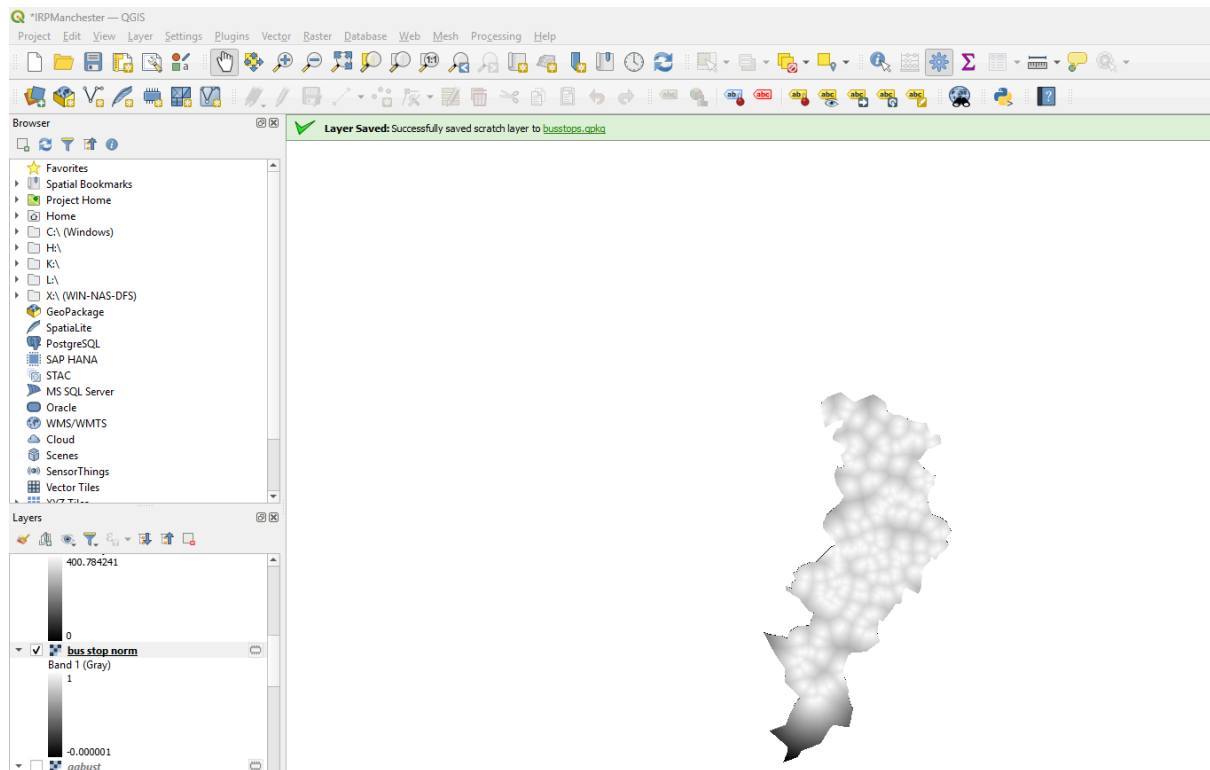 *IRPManchester — QGIS
Project Edit View Layer Settings Plugins Vector Raster Database Web Mesh Processing Help
Browser
Layer Saved: Successfully saved scratch layer to busstops.gpkg
Favorites
Spatial Bookmarks
Project Home
Home
C:\ (Windows)
H:\
K:\
L:\
X:\ (WIN-NAS-DFS)
GeoPackage
SpatiaLite
PostgreSQL
SAP HANA
STAC
MS SQL Server
Oracle
WMS/WMTS
Cloud
Scenes
SensorThings
Vector Tiles
XYZ Tiles
Layers
400.784241
0
bus stop norm
Band 1 (Gray)
1
-0.000001